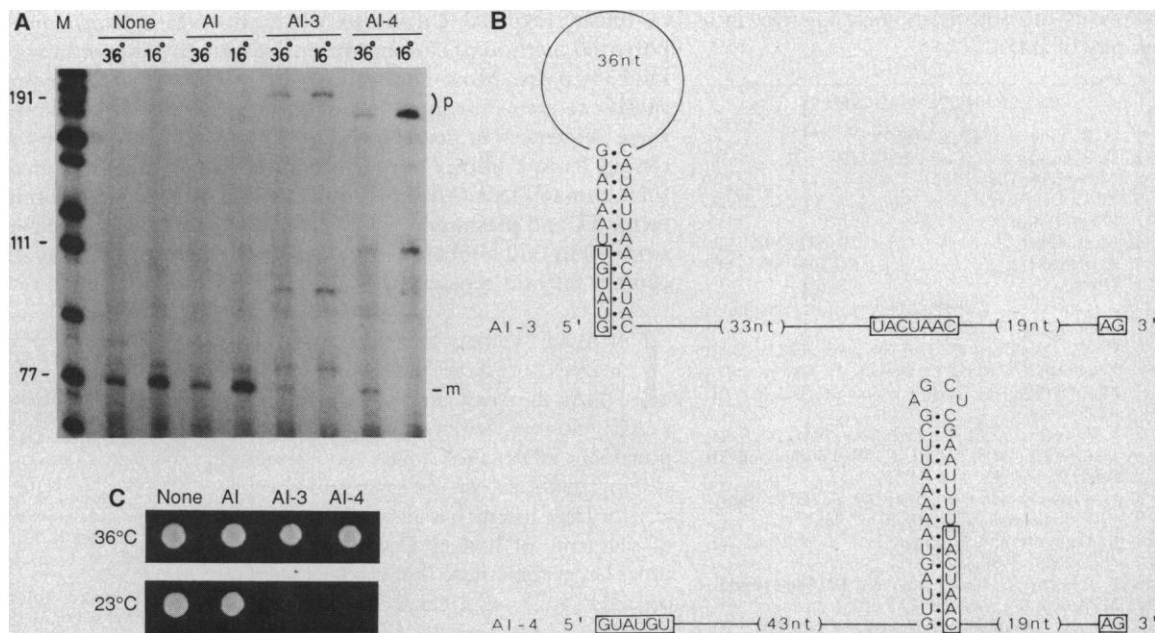 A
M
None AI AI-3 AI-4
36° 16° 36° 16° 36° 16° 36° 16°
191
p
111
77
m
B
36nt
G•C
U•A
A•U
U•A
A•U
A•U
U•A
U•A
G•C
U•A
A•U
U•A
AI-3 5' G•C (33nt) UACUAAC (19nt) AG 3'
G C
A U
G•C
C•G
U•A
U•A
A•U
A•U
A•U
A•U
A•U
U•A
G•C
A•U
U•A
U•A
AI-4 5' GUAUGU (43nt) G•C (19nt) AG 3'
C
None AI AI-3 AI-4
36°C
23°C